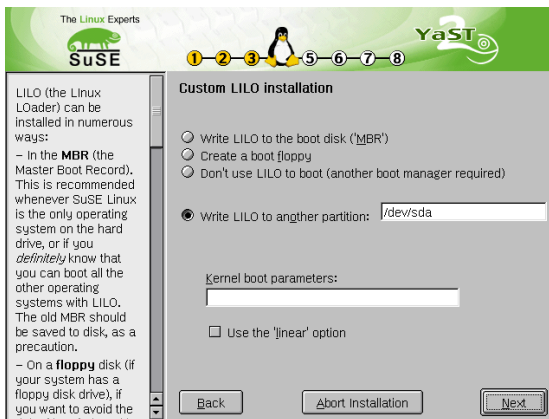 The Linux Experts
SuSE
YaST
2
1 2 3 5 6 7 8
LILO (the LInux
LOader) can be
installed in numerous
ways:
– In the MBR (the
Master Boot Record).
This is recommended
whenever SuSE Linux
is the only operating
system on the hard
drive, or if you
definitely know that
you can boot all the
other operating
systems with LILO.
The old MBR should
be saved to disk, as a
precaution.
– On a floppy disk (if
your system has a
floppy disk drive), if
you want to avoid the
Custom LILO installation
Write LILO to the boot disk ('MBR')
Create a boot floppy
Don't use LILO to boot (another boot manager required)
Write LILO to another partition: /dev/sda
Kernel boot parameters:
Use the 'linear' option
Back
Abort Installation
Next